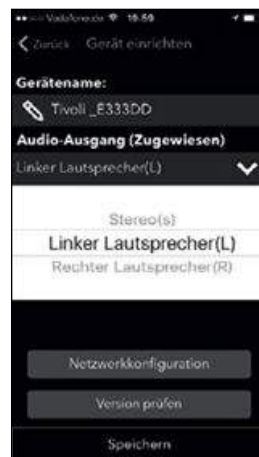 Vodafone.de 16:59
Zurück Gerät einrichten
Gerätename:
Tivoli _E333DD
Audio-Ausgang (Zugewiesen)
Linker Lautsprecher(L)
Stereo(s)
Linker Lautsprecher(L)
Rechter Lautsprecher(R)
Netzwerkkonfiguration
Version prüfen
Speichern